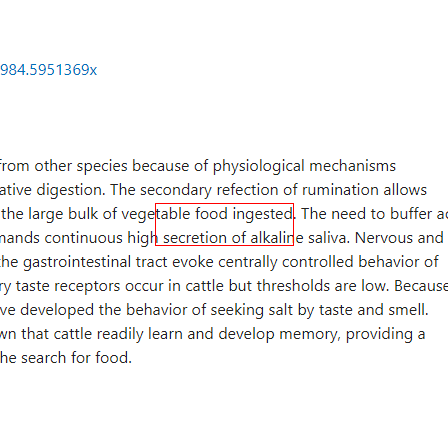 984.5951369x
from other species because of physiological mechanisms
ative digestion. The secondary refection of rumination allows
the large bulk of vegetable food ingested. The need to buffer a
mands continuous high secretion of alkaline saliva. Nervous and
the gastrointestinal tract evoke centrally controlled behavior of
ry taste receptors occur in cattle but thresholds are low. Because
ve developed the behavior of seeking salt by taste and smell.
wn that cattle readily learn and develop memory, providing a
he search for food.